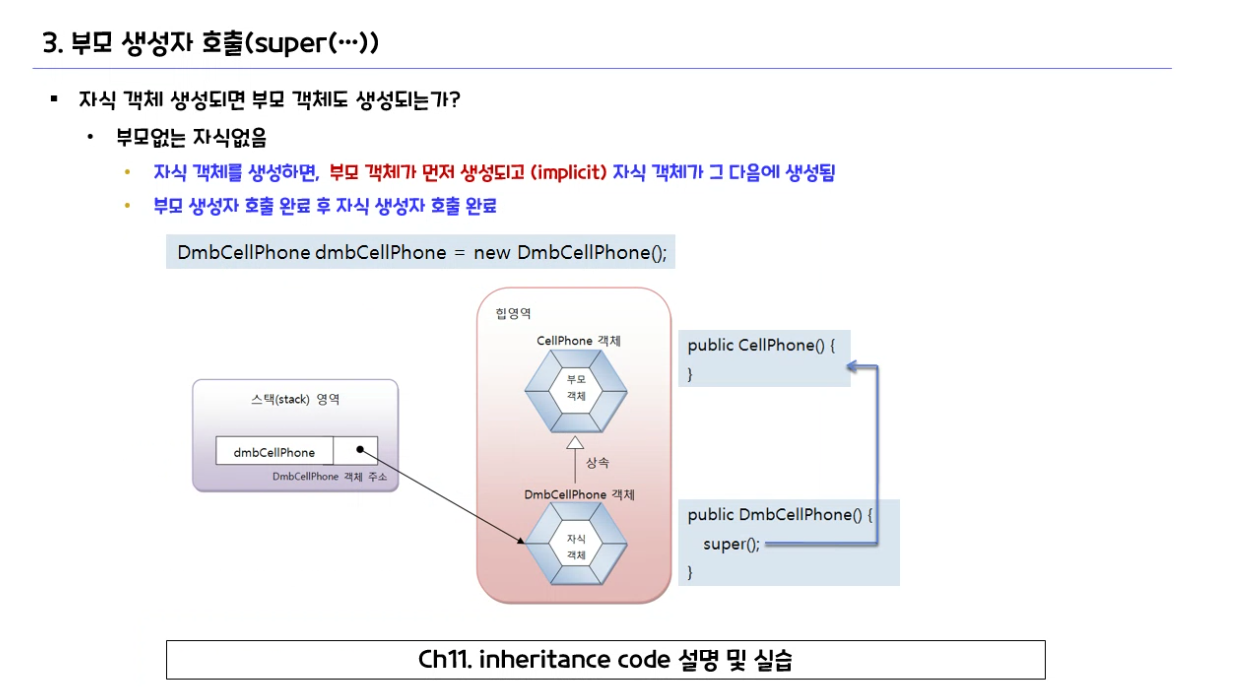 3. 부모 생성자 호출(super(…))
▪ 자식 객체 생성되면 부모 객체도 생성되는가?
• 부모없는 자식없음
• 자식 객체를 생성하면, 부모 객체가 먼저 생성되고 (implicit) 자식 객체가 그 다음에 생성됨
• 부모 생성자 호출 완료 후 자식 생성자 호출 완료
DmbCellPhone dmbCellPhone = new DmbCellPhone();
스택(stack) 영역
dmbCellPhone
DmbCellPhone 객체 주소
힙영역
CellPhone 객체
부모
객체
상속
DmbCellPhone 객체
자식
객체
public CellPhone() {
}
public DmbCellPhone() {
super();
}
Ch11. inheritance code 설명 및 실습